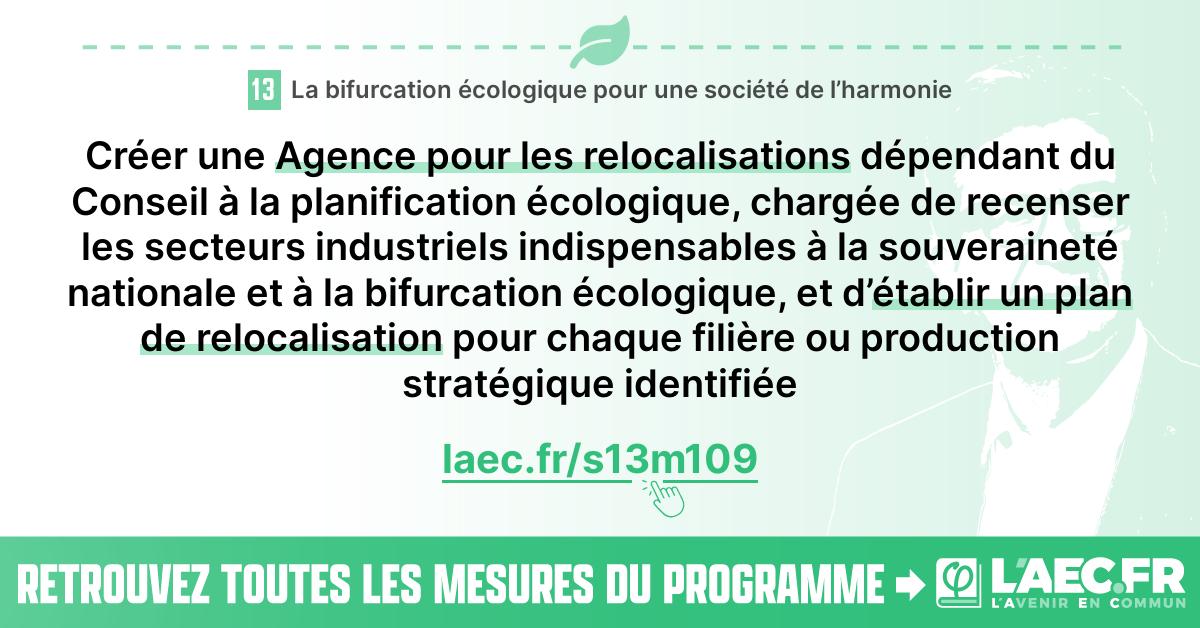 13 La bifurcation écologique pour une société de l’harmonie
Créer une Agence pour les relocalisations dépendant du
Conseil à la planification écologique, chargée de recenser
les secteurs industriels indispensables à la souveraineté
nationale et à la bifurcation écologique, et d’établir un plan
de relocalisation pour chaque filière ou production
stratégique identifiée
laec.fr/s13m109
RETROUVEZ TOUTES LES MESURES DU PROGRAMME
φ L'AEC.FR
L'AVENIR EN COMMUN